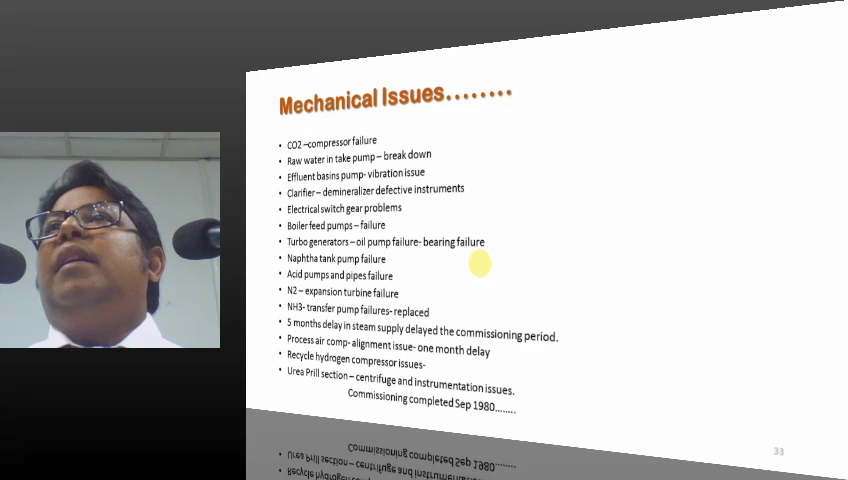 Mechanical Issues........
• CO2 –compressor failure
• Raw water in take pump – break down
• Effluent basins pump- vibration issue
• Clarifier – demineralizer defective instruments
• Electrical switch gear problems
• Boiler feed pumps – failure
• Turbo generators – oil pump failure- bearing failure
• Naphtha tank pump failure
• Acid pumps and pipes failure
• N2 – expansion turbine failure
• NH3- transfer pump failures- replaced
• 5 months delay in steam supply delayed the commissioning period.
• Process air comp- alignment issue- one month delay
• Recycle hydrogen compressor issues-
• Urea Prill section – centrifuge and instrumentation issues.
Commissioning completed Sep 1980........
33